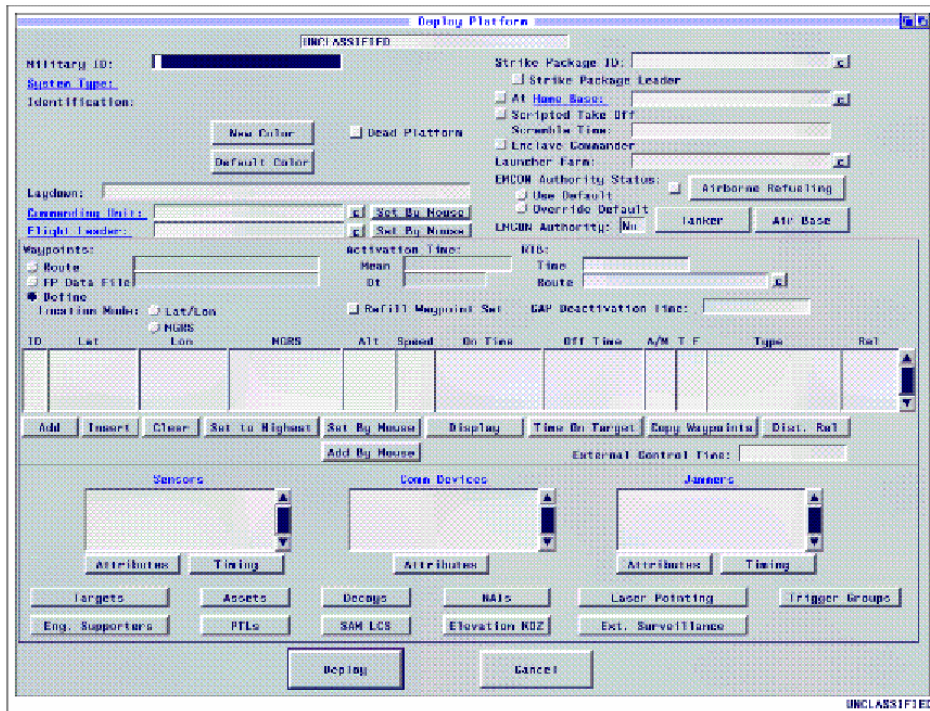 Deploy Platform
UNCLASSIFIED
Military ID:
System Type:
Identification:
New Color
Dead Platform
Default Color
Laydown:
Commanding Unit: c Set By Mouse
Flight Leader: c Set By Mouse
Strike Package ID: c
Strike Package Leader
At Home Base: c
Scripted Take Off
Scramble Time:
Enclave Commander
Launcher Farm: c
EMCON Authority Status:
Use Default
Override Default
Airborne Refueling
EMCON Authority: No Tanker Air Base
Waypoints: Activation Time: RTB:
Route Mean Time
FP Data File Dt Route c
Define
Location Mode: Lat/Lon Refill Waypoint Set CAP Deactivation Time:
MGRS
ID Lat Lon MGRS Alt Speed On Time Off Time A/M T F Type Rel
Add Insert Clear Set to Highest Set By Mouse Display Time On Target Copy Waypoints Dist. Rel
Add By Mouse External Control Time:
Sensors Comm Devices Jammers
Attributes Timing Attributes Attributes Timing
Targets Assets Decoys NAIs Laser Pointing Trigger Groups
Eng. Supporters PTLs SAM LCS Elevation KOZ Ext. Surveillance
Deploy Cancel
UNCLASSIFIED